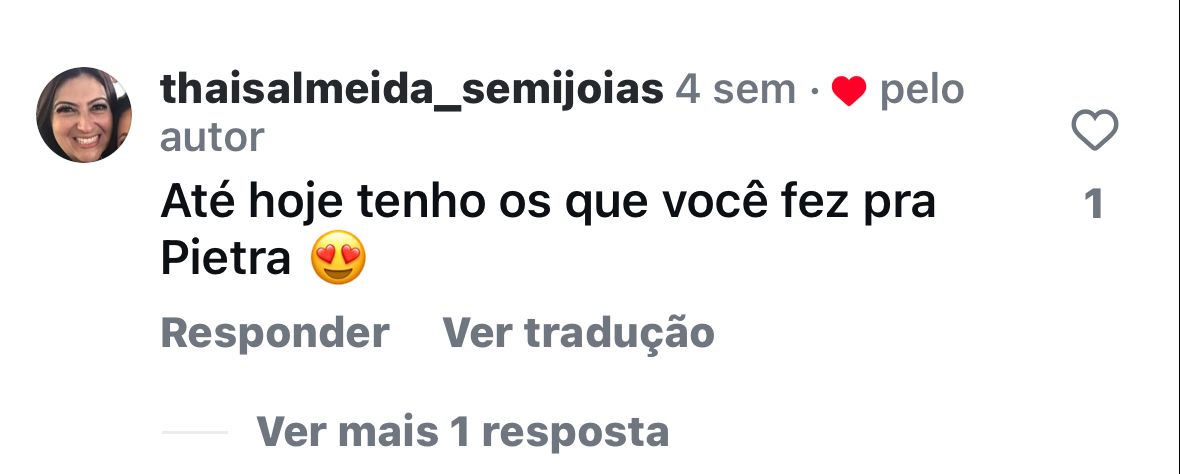 thaisalmeida_semijoias 4 sem · ❤️ pelo
autor
Até hoje tenho os que você fez pra
Pietra 😍
1
Responder Ver tradução
Ver mais 1 resposta